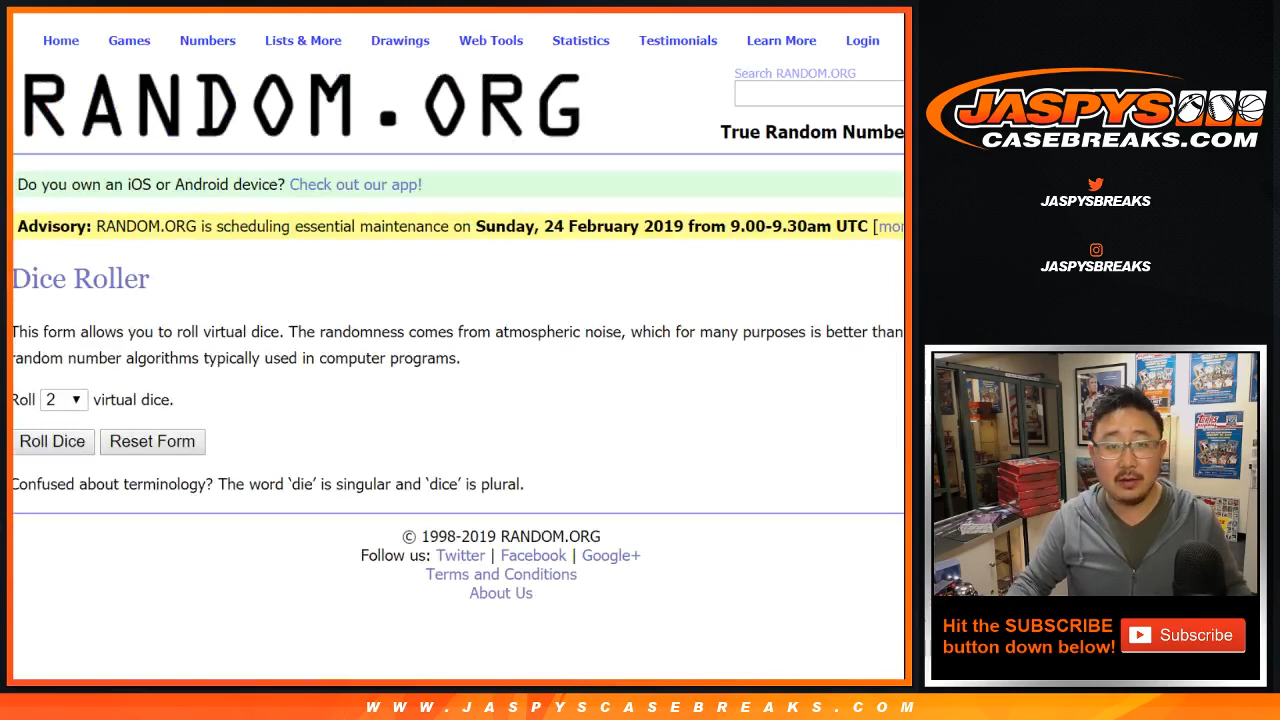 Home Games Numbers Lists & More Drawings Web Tools Statistics Testimonials Learn More Login
Search RANDOM.ORG
RANDOM.ORG
True Random Numbe
Do you own an iOS or Android device? Check out our app!
Advisory: RANDOM.ORG is scheduling essential maintenance on Sunday, 24 February 2019 from 9.00-9.30am UTC [mor
Dice Roller
This form allows you to roll virtual dice. The randomness comes from atmospheric noise, which for many purposes is better than
random number algorithms typically used in computer programs.
Roll 2 ▼ virtual dice.
Roll Dice Reset Form
Confused about terminology? The word ‘die’ is singular and ‘dice’ is plural.
© 1998-2019 RANDOM.ORG
Follow us: Twitter | Facebook | Google+
Terms and Conditions
About Us
JASPYS
CASEBREAKS.COM
JASPYSBREAKS
JASPYSBREAKS
TOPPS
Hit the SUBSCRIBE
button down below!
Subscribe
WWW.JASPYSCASEBREAKS.COM